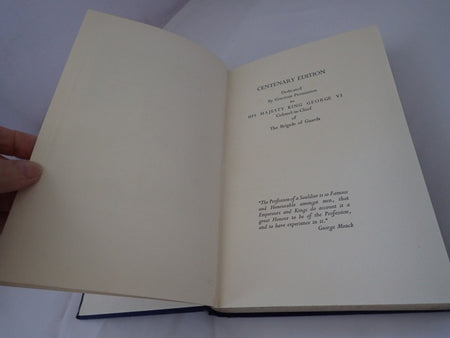 CENTENARY EDITION
Dedicated
By Gracious Permission
to
HIS MAJESTY KING GEORGE VI
Colonel-in-Chief
of
The Brigade of Guards
"The Profession of a Souldier is so Famous
and Honourable amongst men, that
Emperours and Kings do account it a
great Honour to be of the Profession,
and to have experience in it."
George Monck